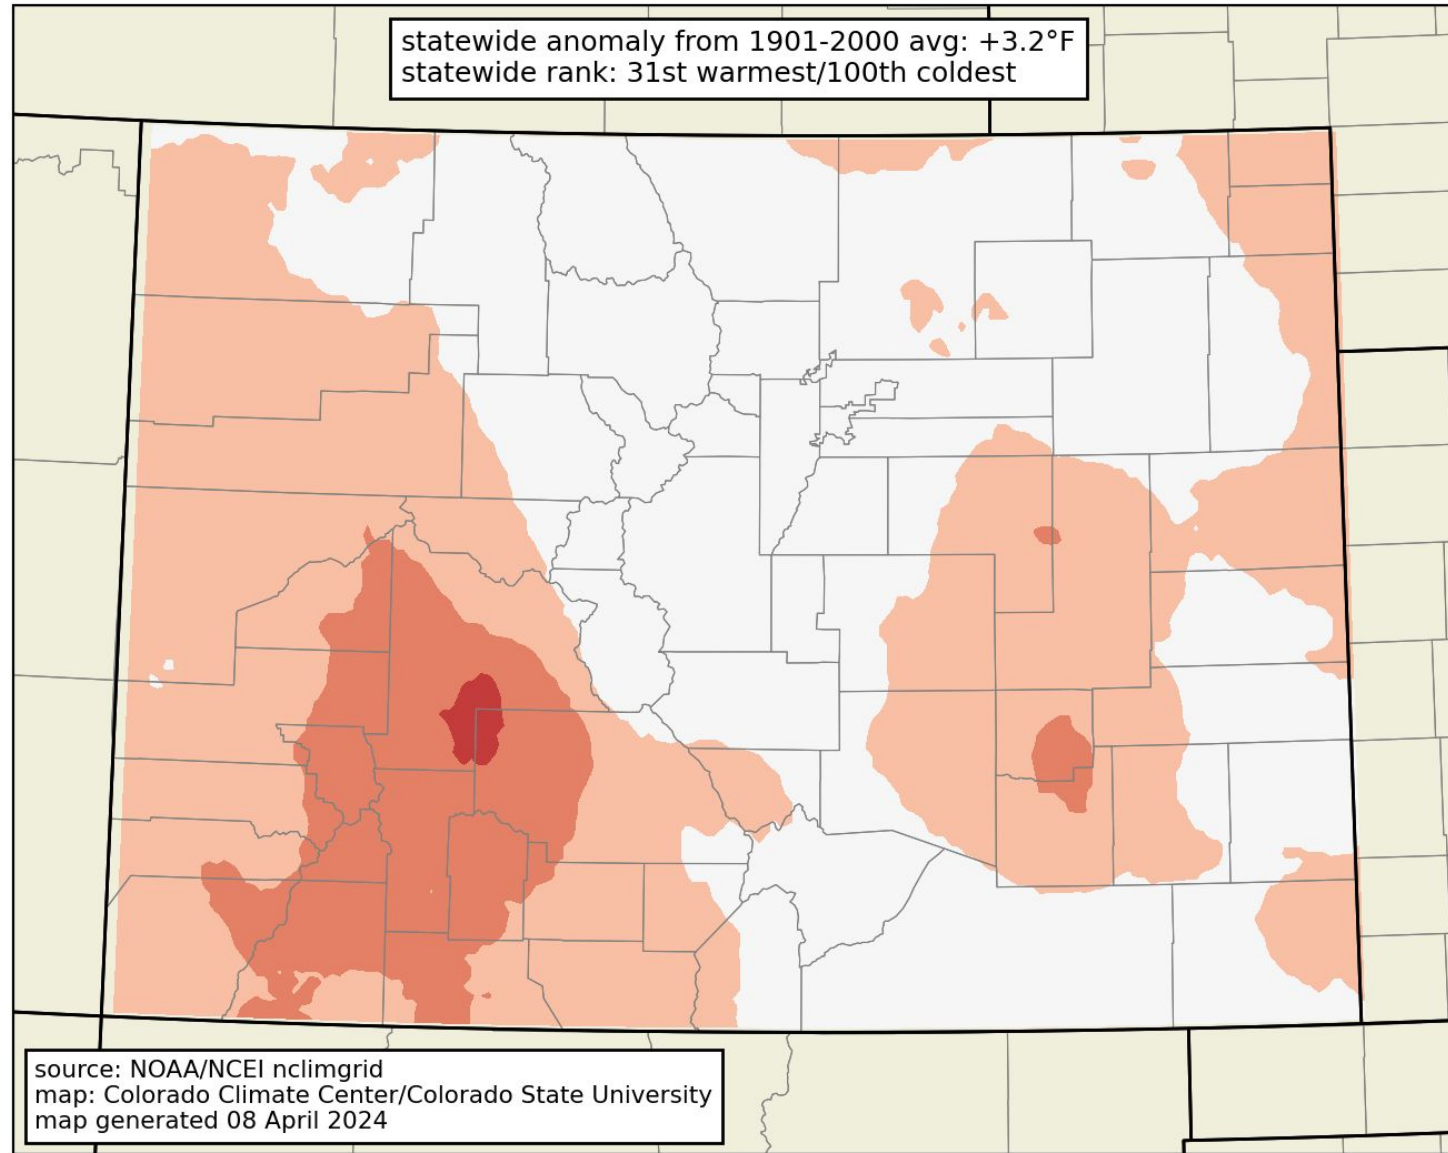 statewide anomaly from 1901-2000 avg: +3.2°F
statewide rank: 31st warmest/100th coldest
source: NOAA/NCEI nclimgrid
map: Colorado Climate Center/Colorado State University
map generated 08 April 2024